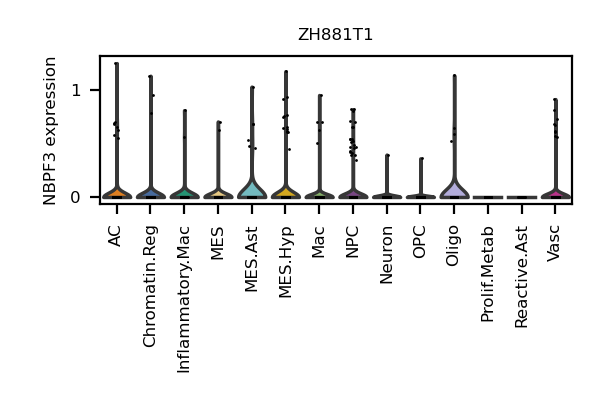 ZH881T1
NBPF3 expression
1
0
AC
Chromatin.Reg
Inflammatory.Mac
MES
MES.Ast
MES.Hyp
Mac
NPC
Neuron
OPC
Oligo
Prolif.Metab
Reactive.Ast
Vasc